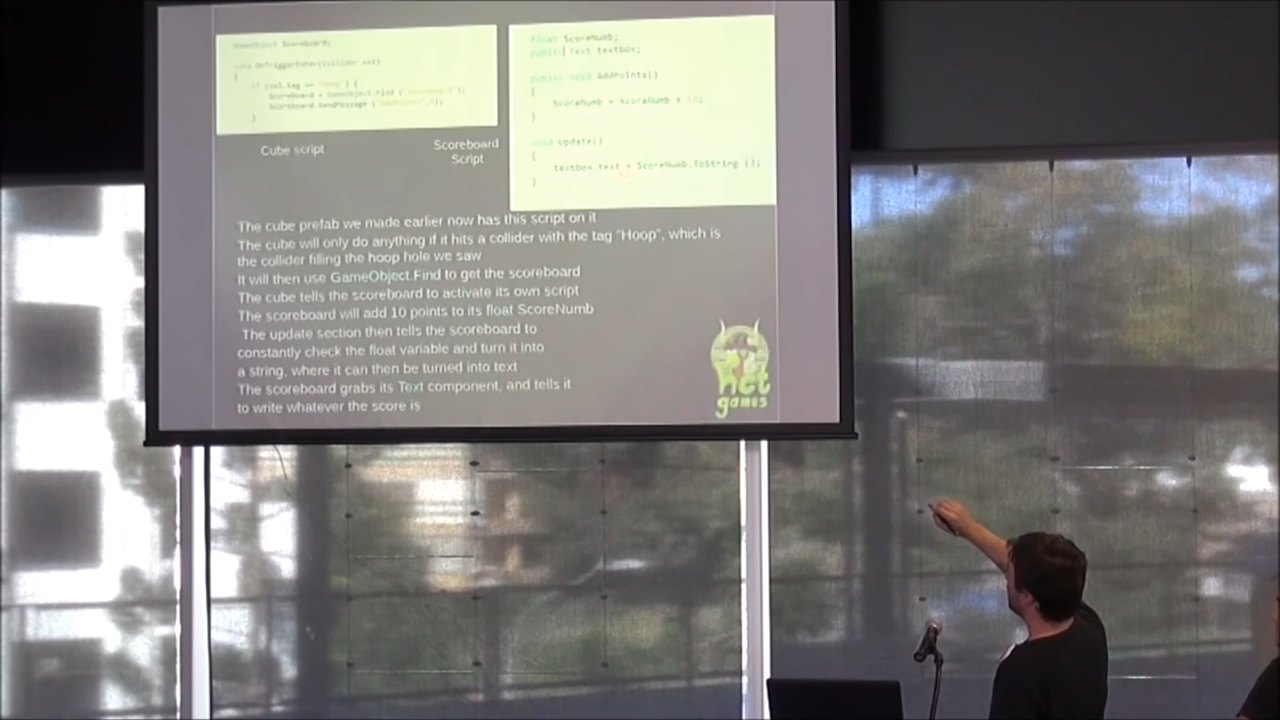 GameObject Scoreboard;
void OnTriggerEnter(Collider col)
{
if (col.tag == "Hoop") {
Scoreboard = GameObject.Find ("Scoreboard");
Scoreboard.SendMessage
}
Cube script
Scoreboard
Script
float ScoreNumb;
public Text textbox;
public void AddPoints()
{
ScoreNumb = ScoreNumb + 10;
}
void Update()
{
textbox.text = ScoreNumb.ToString ();
}
The cube prefab we made earlier now has this script on it
The cube will only do anything if it hits a collider with the tag "Hoop", which is
the collider filling the hoop hole we saw
It will then use GameObject.Find to get the scoreboard
The cube tells the scoreboard to activate its own script
The scoreboard will add 10 points to its float ScoreNumb
The update section then tells the scoreboard to
constantly check the float variable and turn it into
a string, where it can then be turned into text
The scoreboard grabs its Text component, and tells it
to write whatever the score is
games